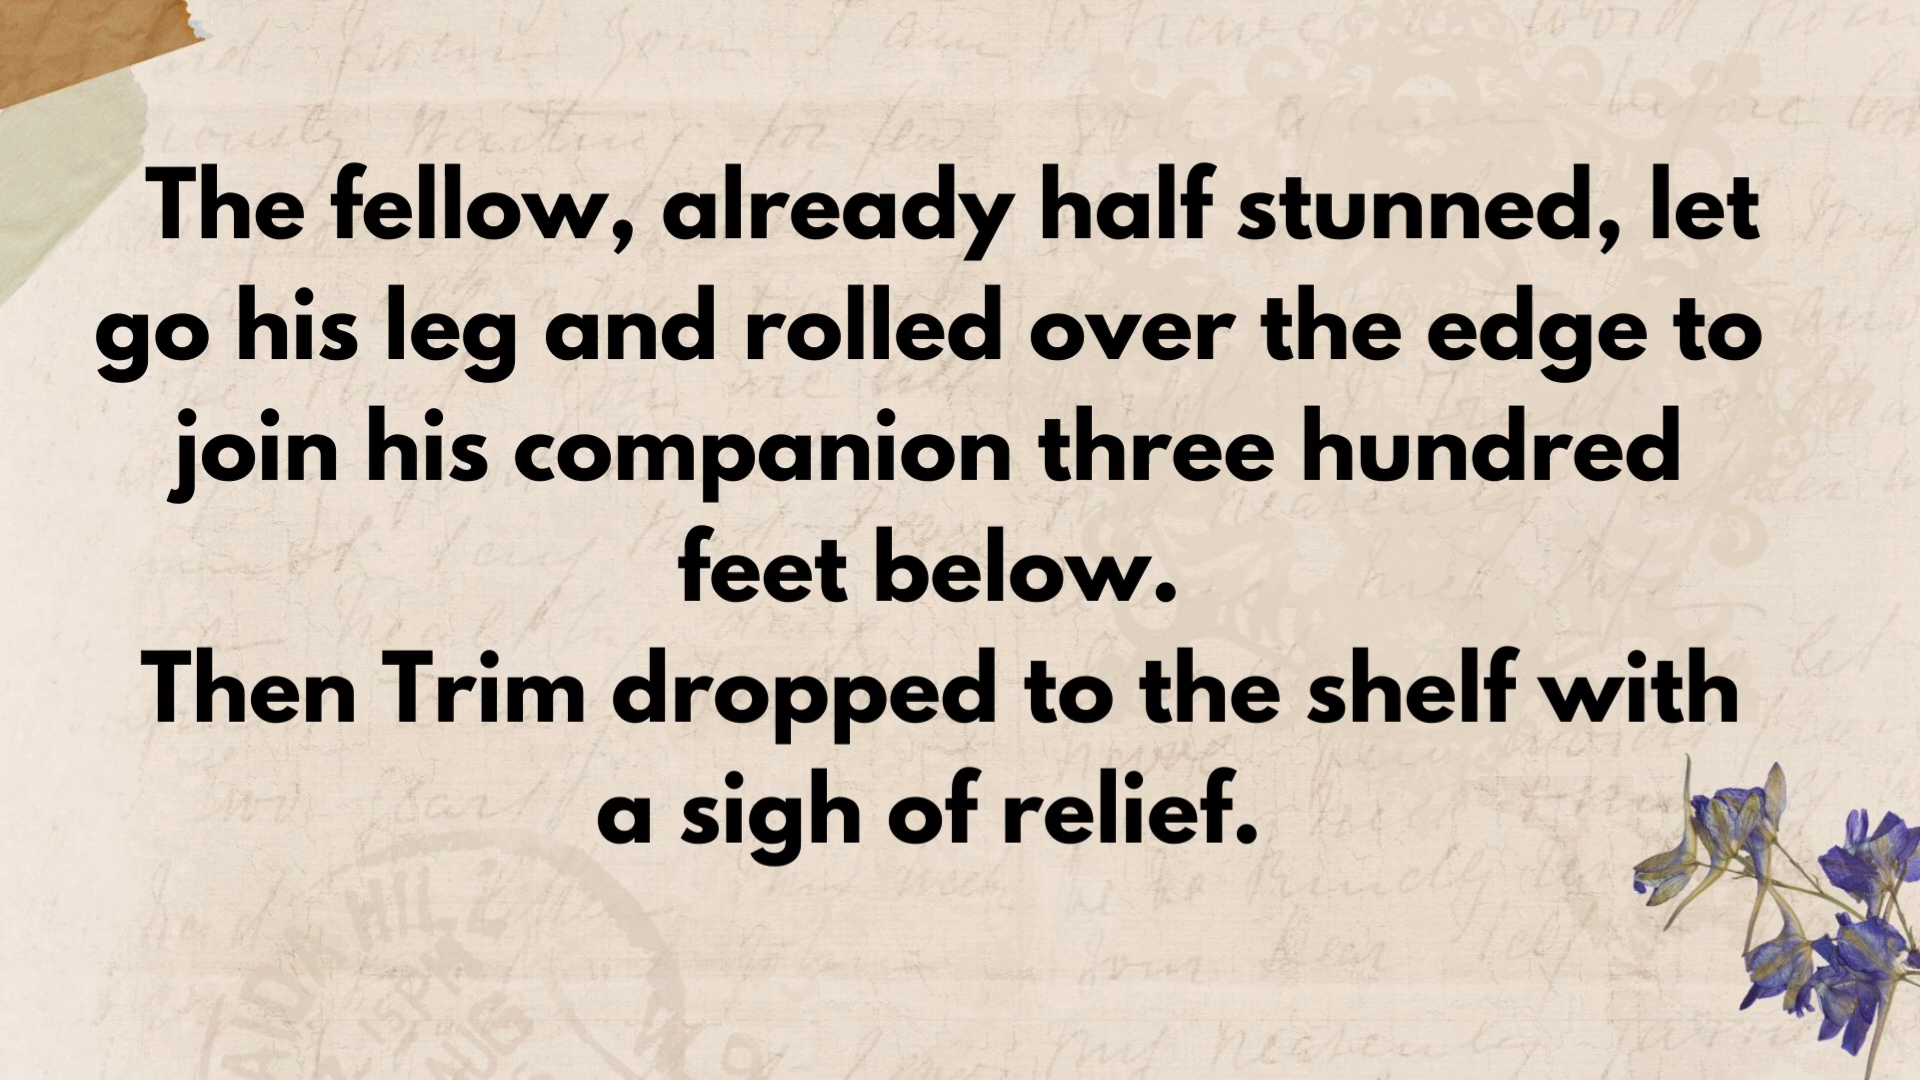 The fellow, already half stunned, let
go his leg and rolled over the edge to
join his companion three hundred
feet below.
Then Trim dropped to the shelf with
a sigh of relief.